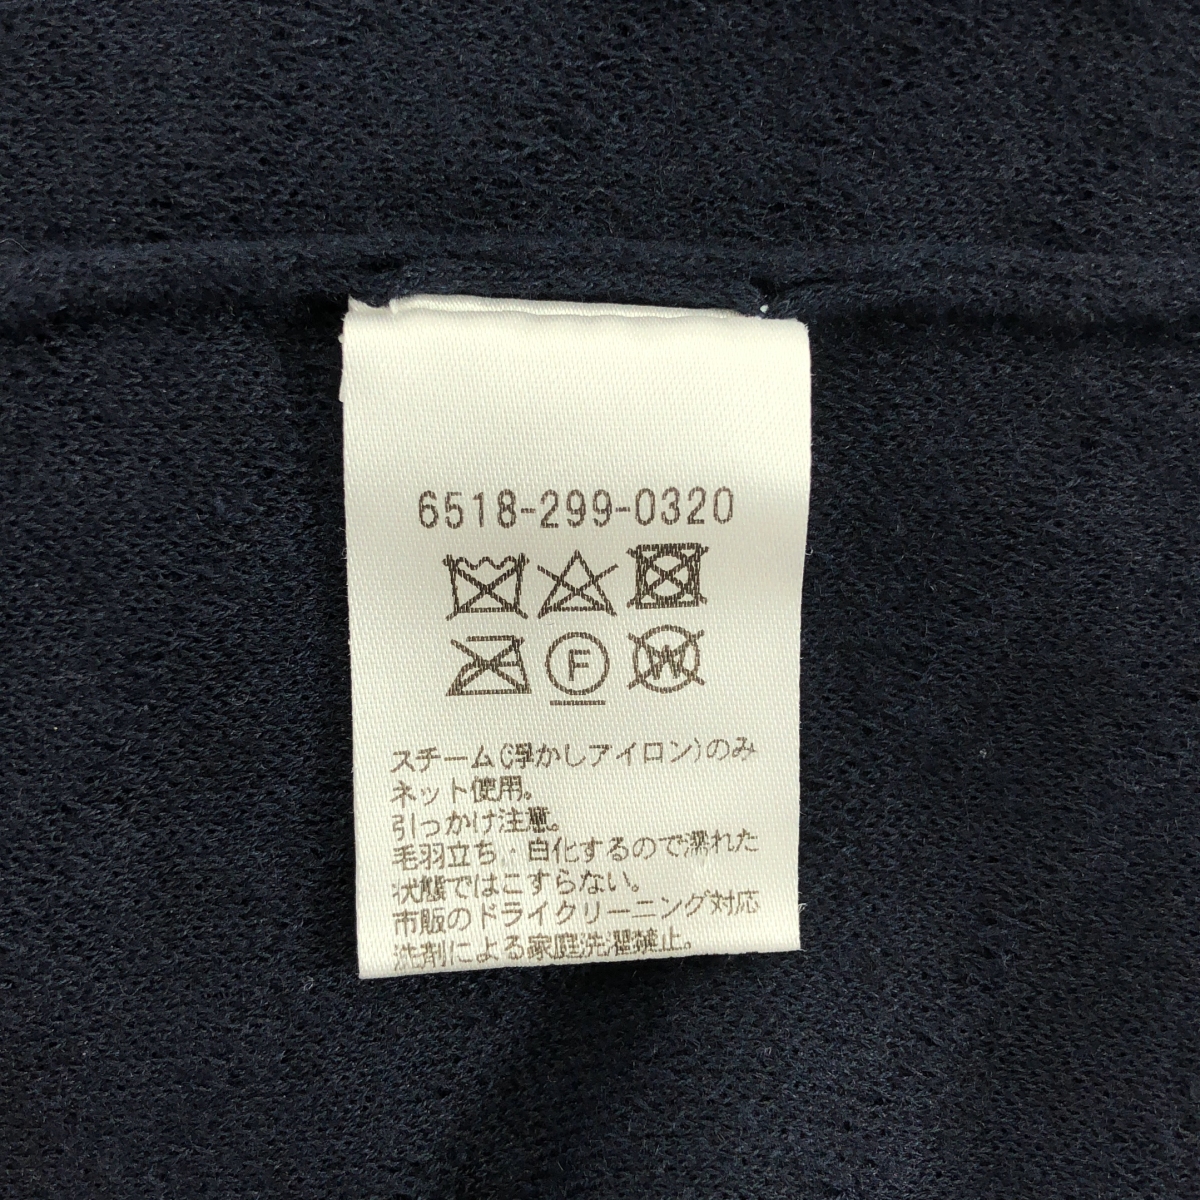 6518-299-0320
F
W
スチーム(浮かしアイロン)のみ
ネット使用。
引っかけ注意。
毛羽立ち・白化するので濡れた
状態ではこすらない。
市販のドライクリーニング対応
洗剤による家庭洗濯禁止。